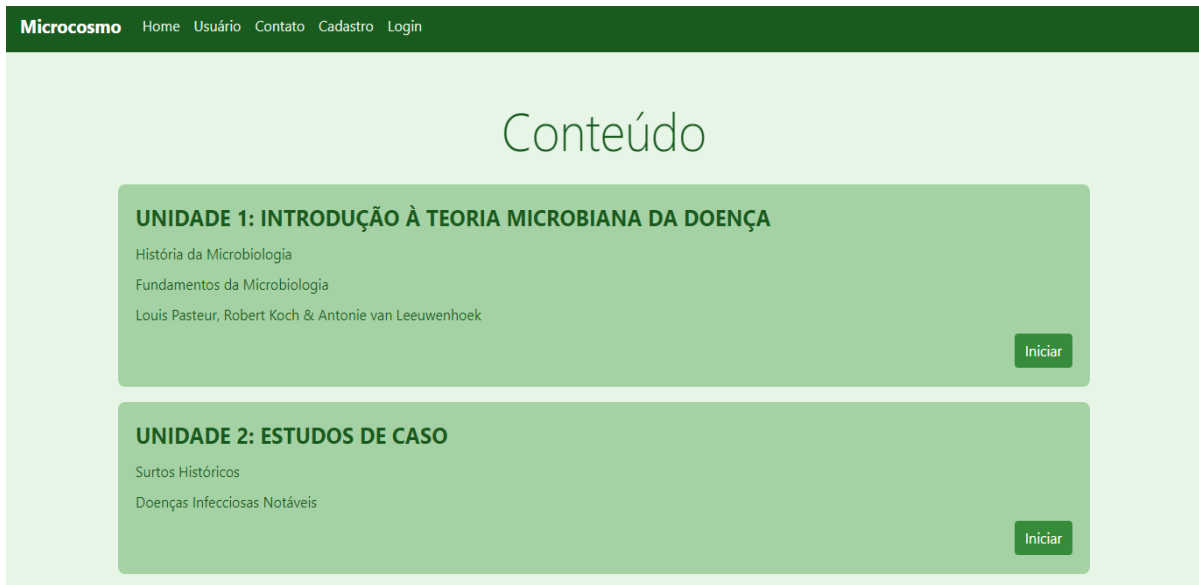 Microcosmo Home Usuário Contato Cadastro Login
Conteúdo
UNIDADE 1: INTRODUÇÃO À TEORIA MICROBIANA DA DOENÇA
História da Microbiologia
Fundamentos da Microbiologia
Louis Pasteur, Robert Koch & Antonie van Leeuwenhoek
Iniciar
UNIDADE 2: ESTUDOS DE CASO
Surtos Históricos
Doenças Infecciosas Notáveis
Iniciar